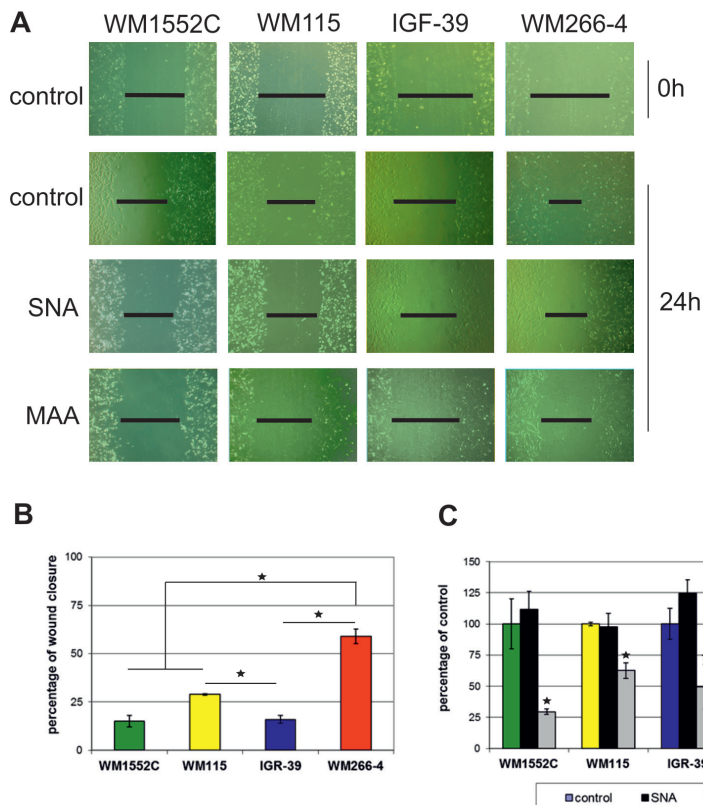 A
WM1552C WM115 IGF-39 WM266-4
control
0h
control
SNA
24h
MAA
B
percentage of wound closure
100
75
50
25
0
WM1552C WM115 IGR-39 WM266-4
C
percentage of control
150
125
100
75
50
25
0
WM1552C WM115 IGR-39
control SNA